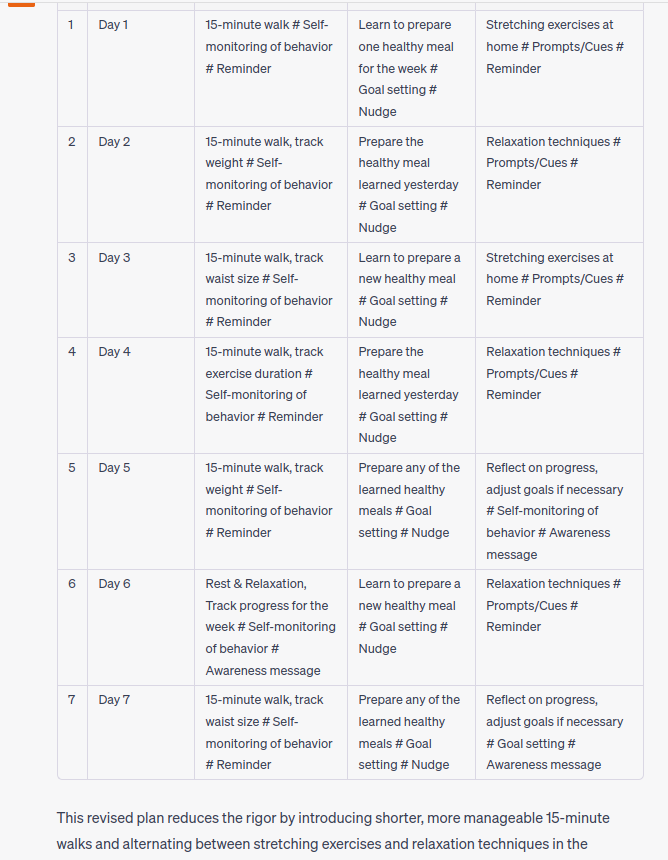 1 Day 1 15-minute walk # Self- Learn to prepare Stretching exercises at
monitoring of behavior one healthy meal home # Prompts/Cues #
# Reminder for the week # Reminder
Goal setting #
Nudge
2 Day 2 15-minute walk, track Prepare the Relaxation techniques #
weight # Self- healthy meal Prompts/Cues #
monitoring of behavior learned yesterday Reminder
# Reminder # Goal setting #
Nudge
3 Day 3 15-minute walk, track Learn to prepare a Stretching exercises at
waist size # Self- new healthy meal home # Prompts/Cues #
monitoring of behavior # Goal setting # Reminder
# Reminder Nudge
4 Day 4 15-minute walk, track Prepare the Relaxation techniques #
exercise duration # healthy meal Prompts/Cues #
Self-monitoring of learned yesterday Reminder
behavior # Reminder # Goal setting #
Nudge
5 Day 5 15-minute walk, track Prepare any of the Reflect on progress,
weight # Self- learned healthy adjust goals if necessary
monitoring of behavior meals # Goal # Self-monitoring of
# Reminder setting # Nudge behavior # Awareness
message
6 Day 6 Rest & Relaxation, Learn to prepare a Relaxation techniques #
Track progress for the new healthy meal Prompts/Cues #
week # Self-monitoring # Goal setting # Reminder
of behavior # Nudge
Awareness message
7 Day 7 15-minute walk, track Prepare any of the Reflect on progress,
waist size # Self- learned healthy adjust goals if necessary
monitoring of behavior meals # Goal # Goal setting #
# Reminder setting # Nudge Awareness message
This revised plan reduces the rigor by introducing shorter, more manageable 15-minute
walks and alternating between stretching exercises and relaxation techniques in the